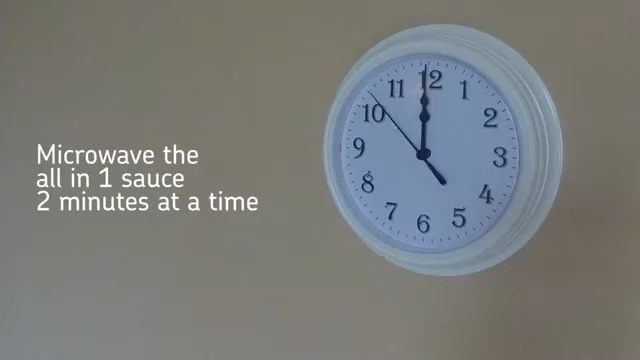 Microwave the
all in 1 sauce
2 minutes at a time
12
11 1
10 2
9 3
8 4
7 5
6